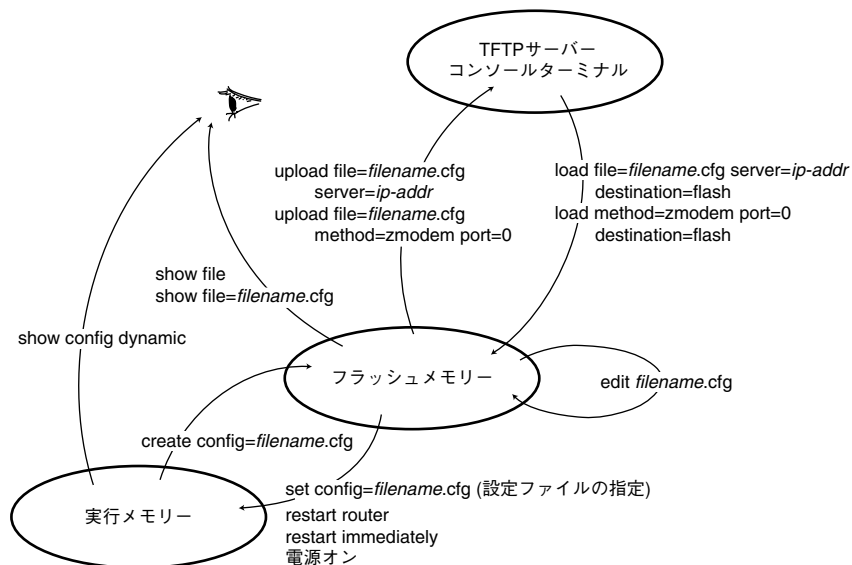 TFTPサーバー
コンソールターミナル
upload file=filename.cfg
server=ip-addr
upload file=filename.cfg
method=zmodem port=0
load file=filename.cfg server=ip-addr
destination=flash
load method=zmodem port=0
destination=flash
show file
show file=filename.cfg
show config dynamic
フラッシュメモリー
edit filename.cfg
create config=filename.cfg
実行メモリー
set config=filename.cfg (設定ファイルの指定)
restart router
restart immediately
電源オン